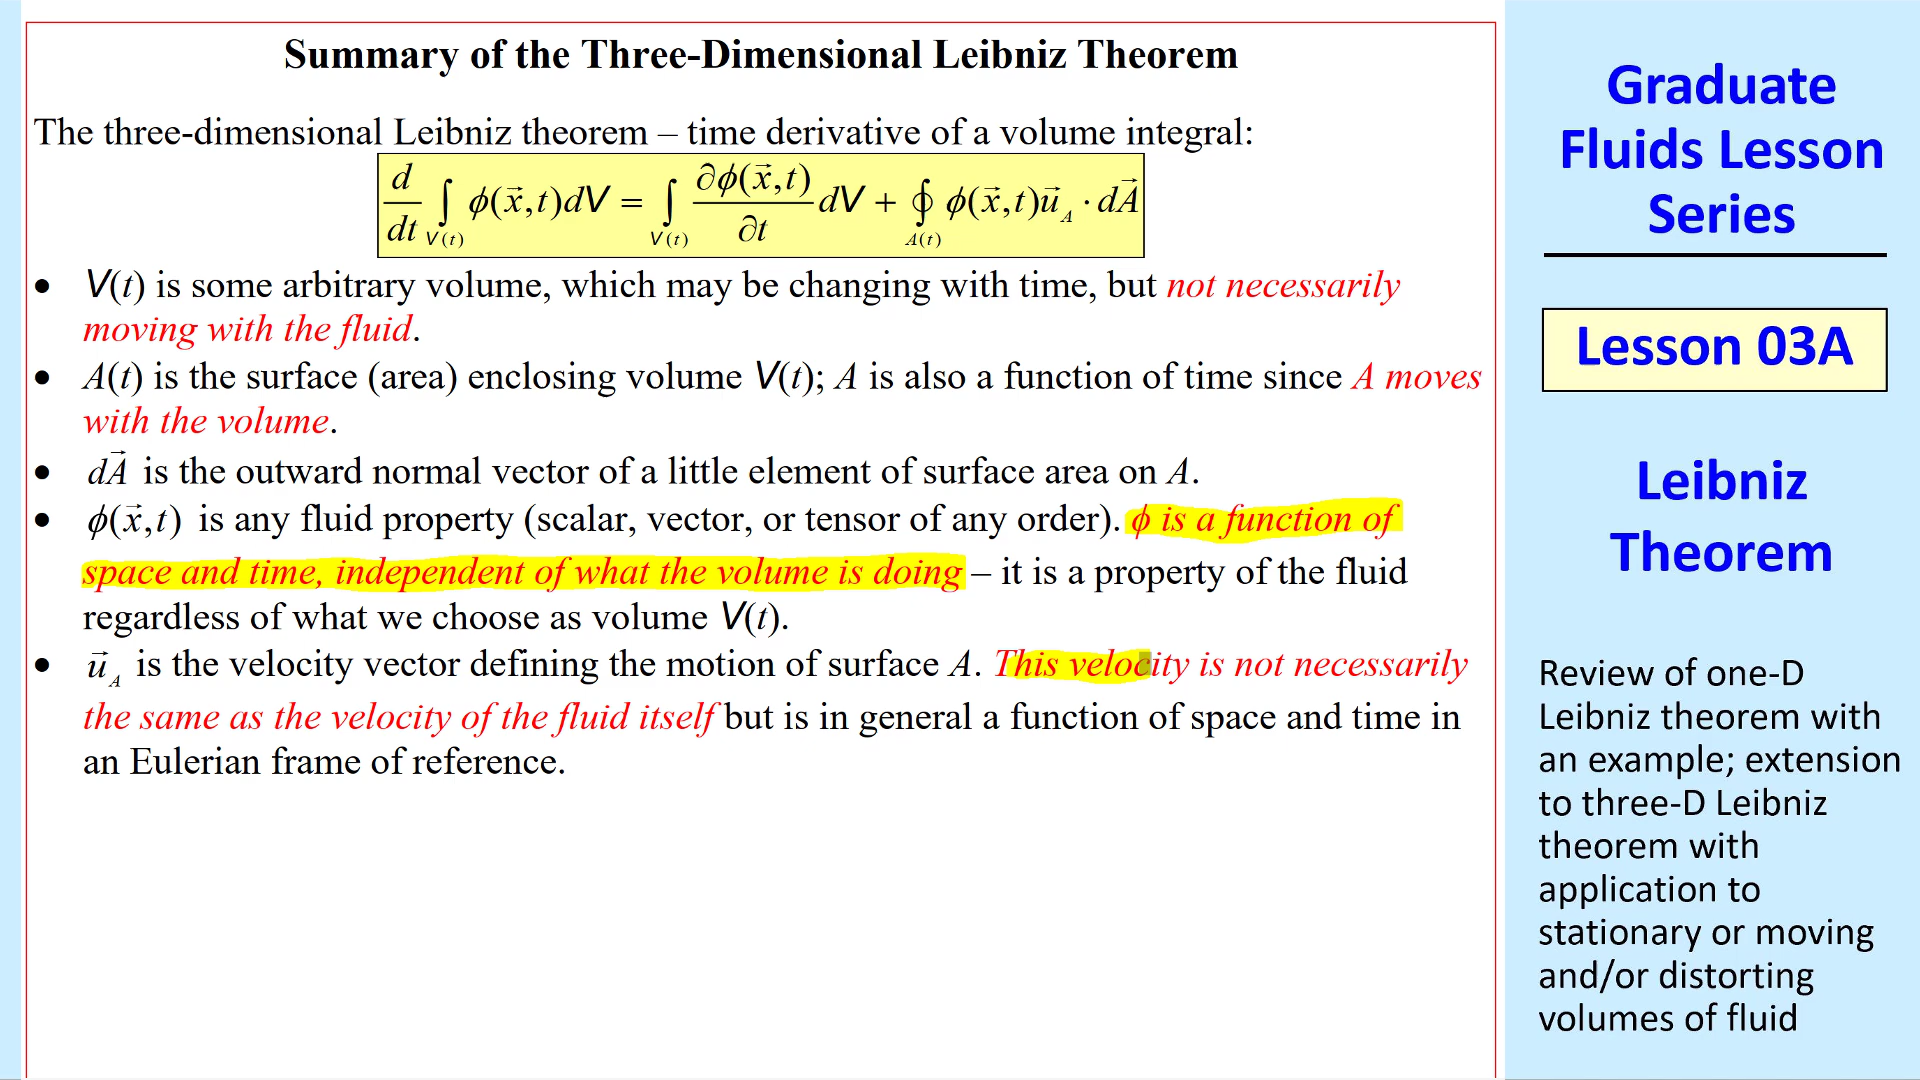 Summary of the Three-Dimensional Leibniz Theorem
The three-dimensional Leibniz theorem – time derivative of a volume integral:
d/dt ∫_{V(t)} ϕ(x⃗,t)dV = ∫_{V(t)} ∂ϕ(x⃗,t)/∂t dV + ∮_{A(t)} ϕ(x⃗,t)u⃗_A · dA⃗
• V(t) is some arbitrary volume, which may be changing with time, but not necessarily
moving with the fluid.
• A(t) is the surface (area) enclosing volume V(t); A is also a function of time since A moves
with the volume.
• dA⃗ is the outward normal vector of a little element of surface area on A.
• ϕ(x⃗,t) is any fluid property (scalar, vector, or tensor of any order). ϕ is a function of
space and time, independent of what the volume is doing – it is a property of the fluid
regardless of what we choose as volume V(t).
• u⃗_A is the velocity vector defining the motion of surface A. This velocity is not necessarily
the same as the velocity of the fluid itself but is in general a function of space and time in
an Eulerian frame of reference.
Graduate
Fluids Lesson
Series
Lesson 03A
Leibniz
Theorem
Review of one-D
Leibniz theorem with
an example; extension
to three-D Leibniz
theorem with
application to
stationary or moving
and/or distorting
volumes of fluid